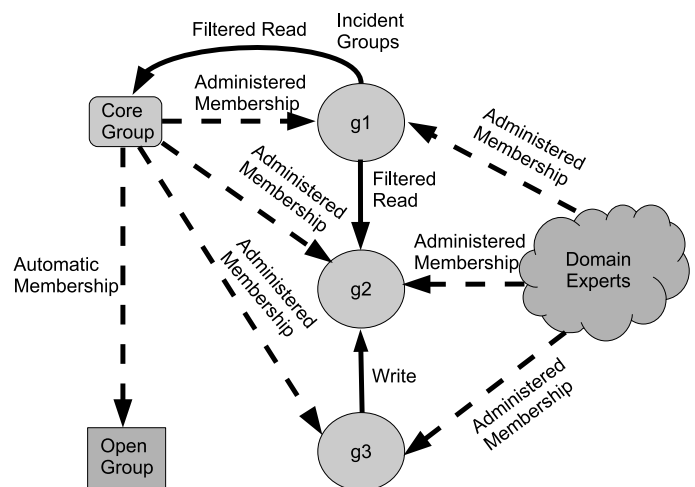 Filtered Read
Incident
Groups
Administered
Membership
Core
Group
g1
Administered
Membership
Administered
Membership
Filtered
Read
Administered
Membership
Administered
Membership
Domain
Experts
Automatic
Membership
g2
Write
Administered
Membership
Open
Group
g3